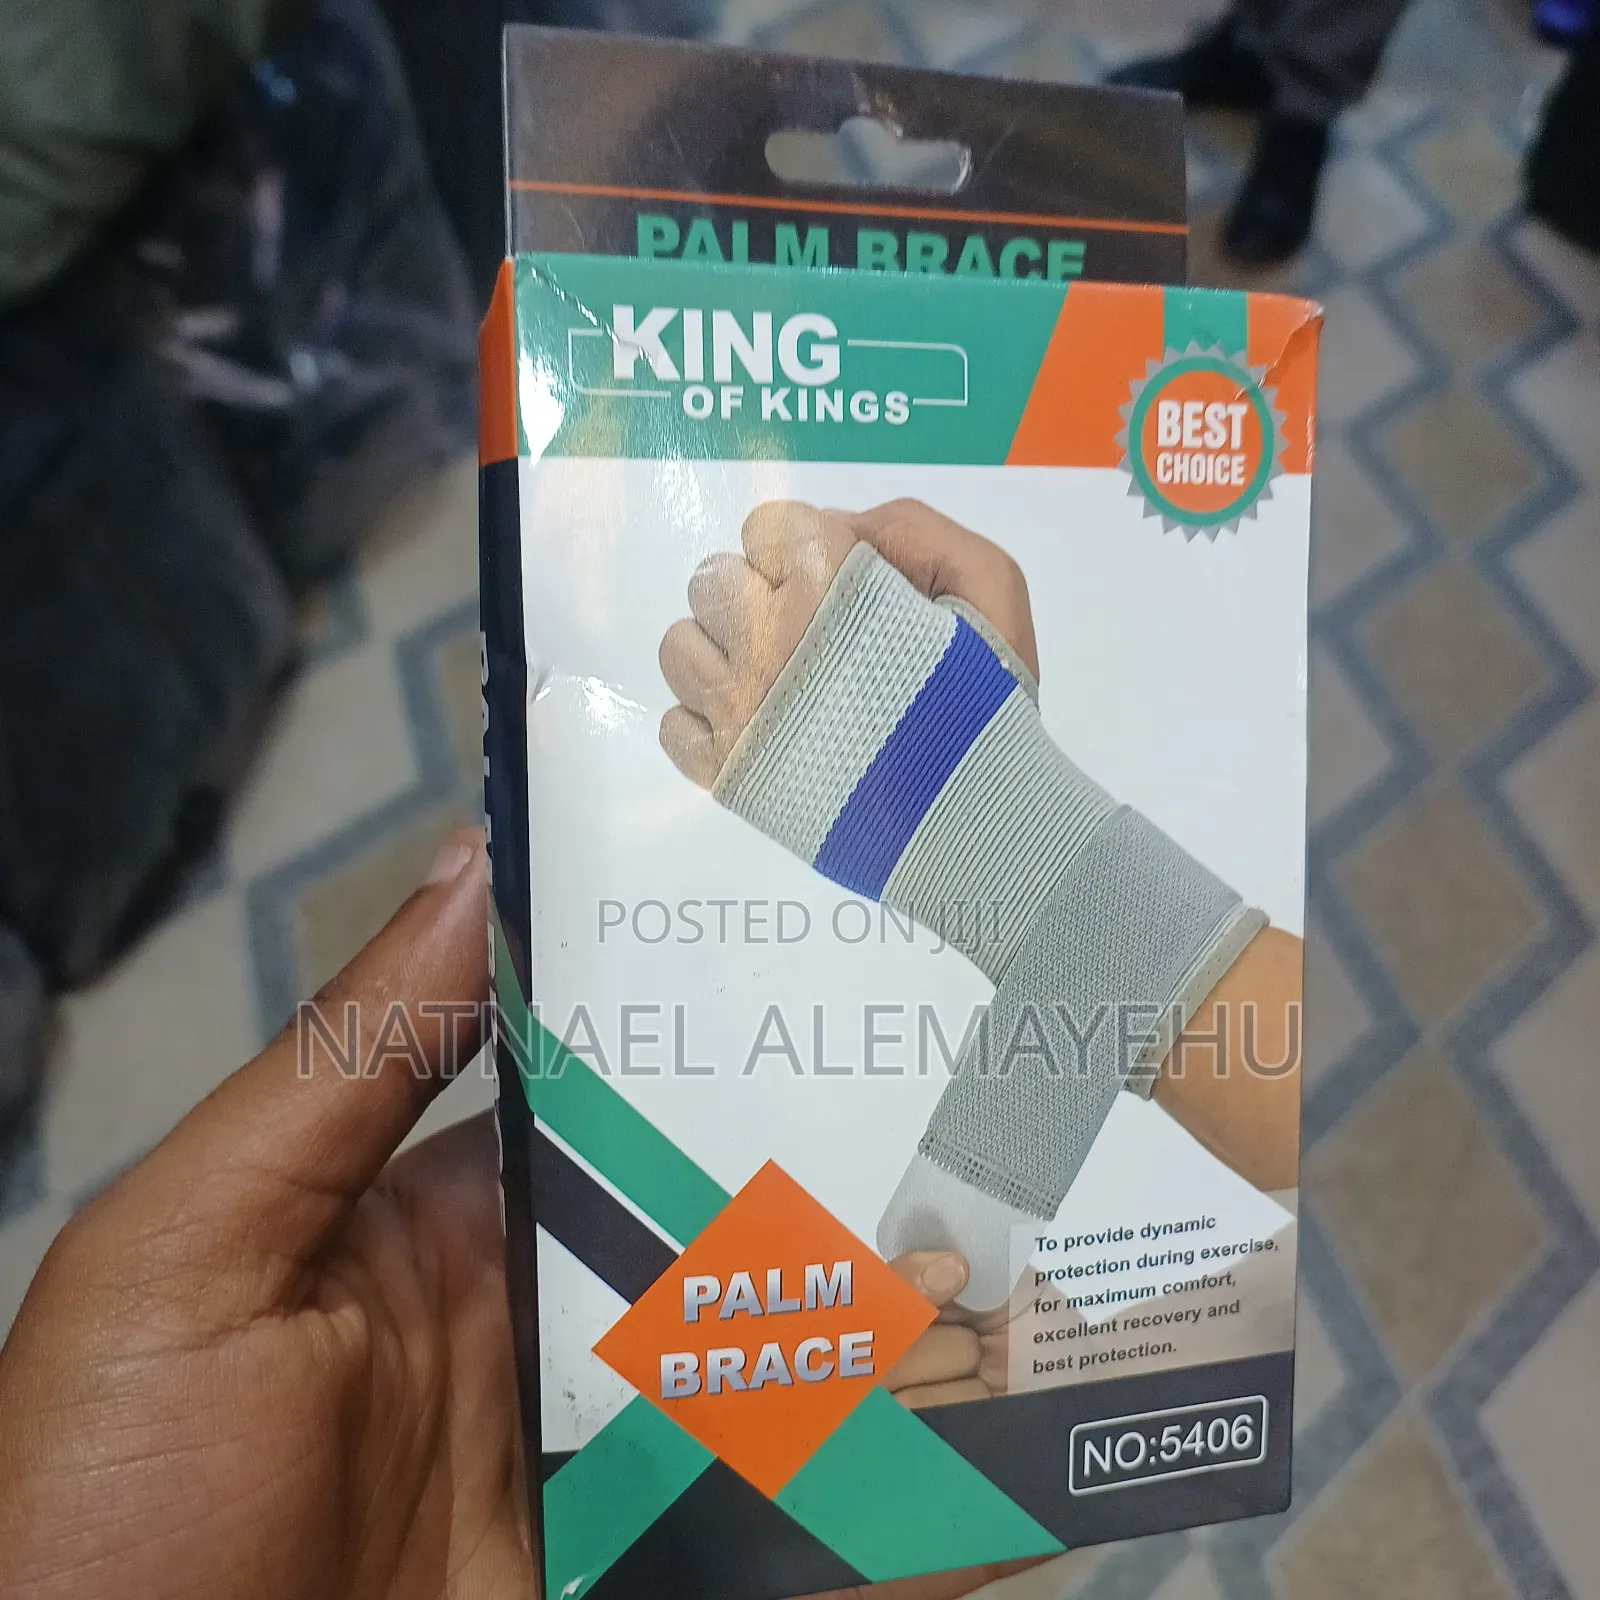 PALM BRACE
KING
OF KINGS
BEST
CHOICE
POSTED ON JIJI
NATNAEL ALEMAYEHU
To provide dynamic
protection during exercise,
for maximum comfort,
excellent recovery and
best protection.
PALM
BRACE
NO:5406